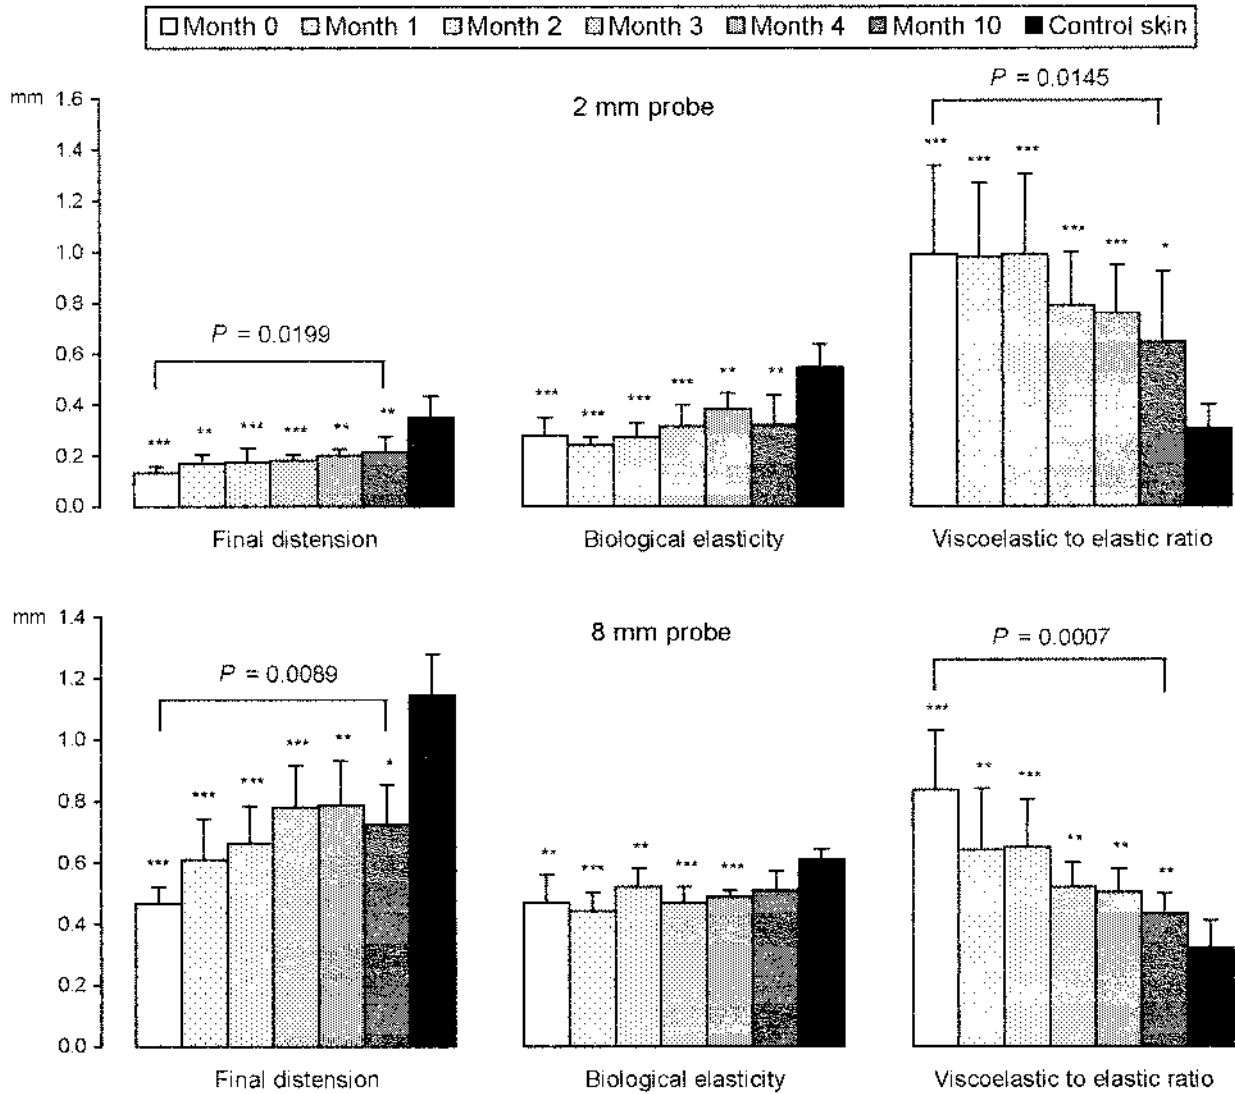 Month 0 Month 1 Month 2 Month 3 Month 4 Month 10 Control skin
P = 0.0145
mm 1.6
2 mm probe
1.4
*** *** ***
1.2
1.0
*** *** *
0.8
P = 0.0199
0.6
*** *** *** *** ** **
0.4
*** ** *** *** ** **
0.2
0.0
Final distension Biological elasticity Viscoelastic to elastic ratio
mm 1.4
8 mm probe
P = 0.0007
P = 0.0089
1.2
***
1.0
*** *** *** *** ** *
0.8
** *** ** *** ***
0.6
** *** ** ** **
0.4
0.2
0.0
Final distension Biological elasticity Viscoelastic to elastic ratio